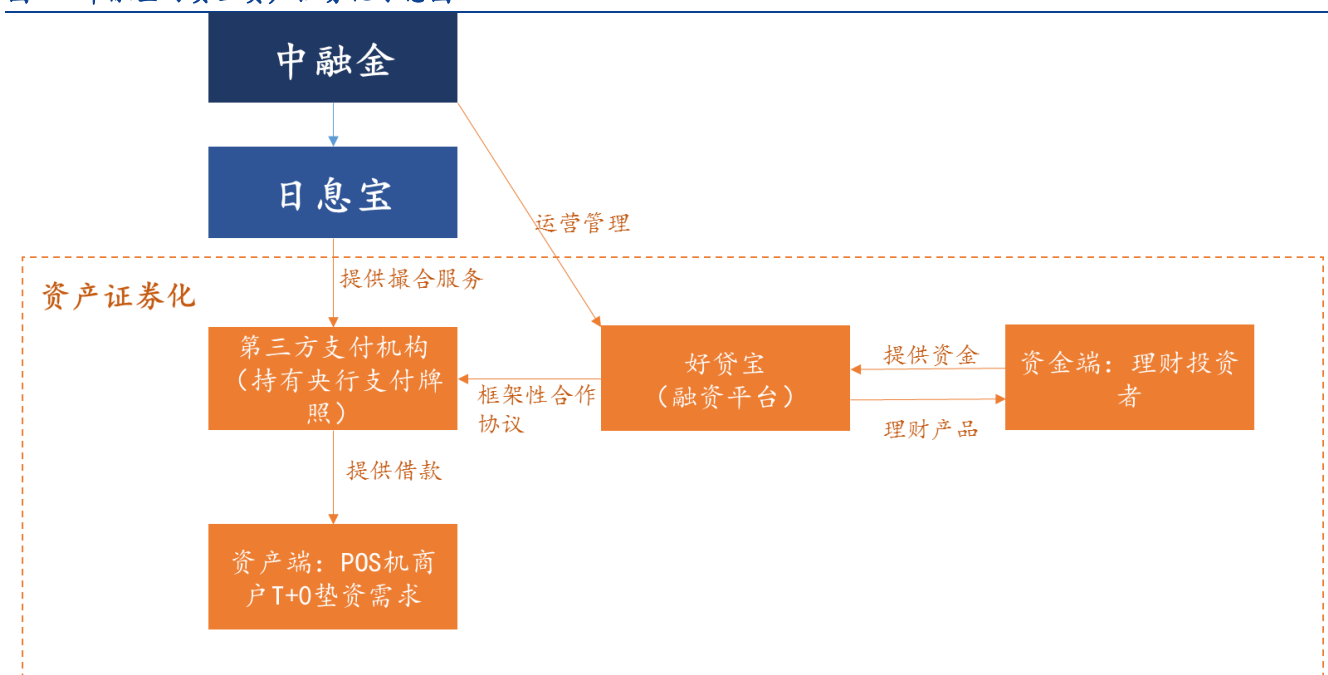 中融金
日息宝
运营管理
提供撮合服务
资产证券化
第三方支付机构
（持有央行支付牌
照）
框架性合作
协议
好贷宝
（融资平台）
提供资金
理财产品
资金端：理财投资
者
提供借款
资产端：POS机商
户T+0垫资需求